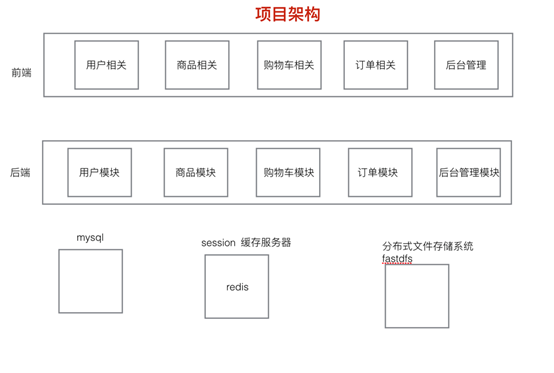 项目架构
前端
用户相关
商品相关
购物车相关
订单相关
后台管理
后端
用户模块
商品模块
购物车模块
订单模块
后台管理模块
mysql
session 缓存服务器
redis
分布式文件存储系统
fastdfs